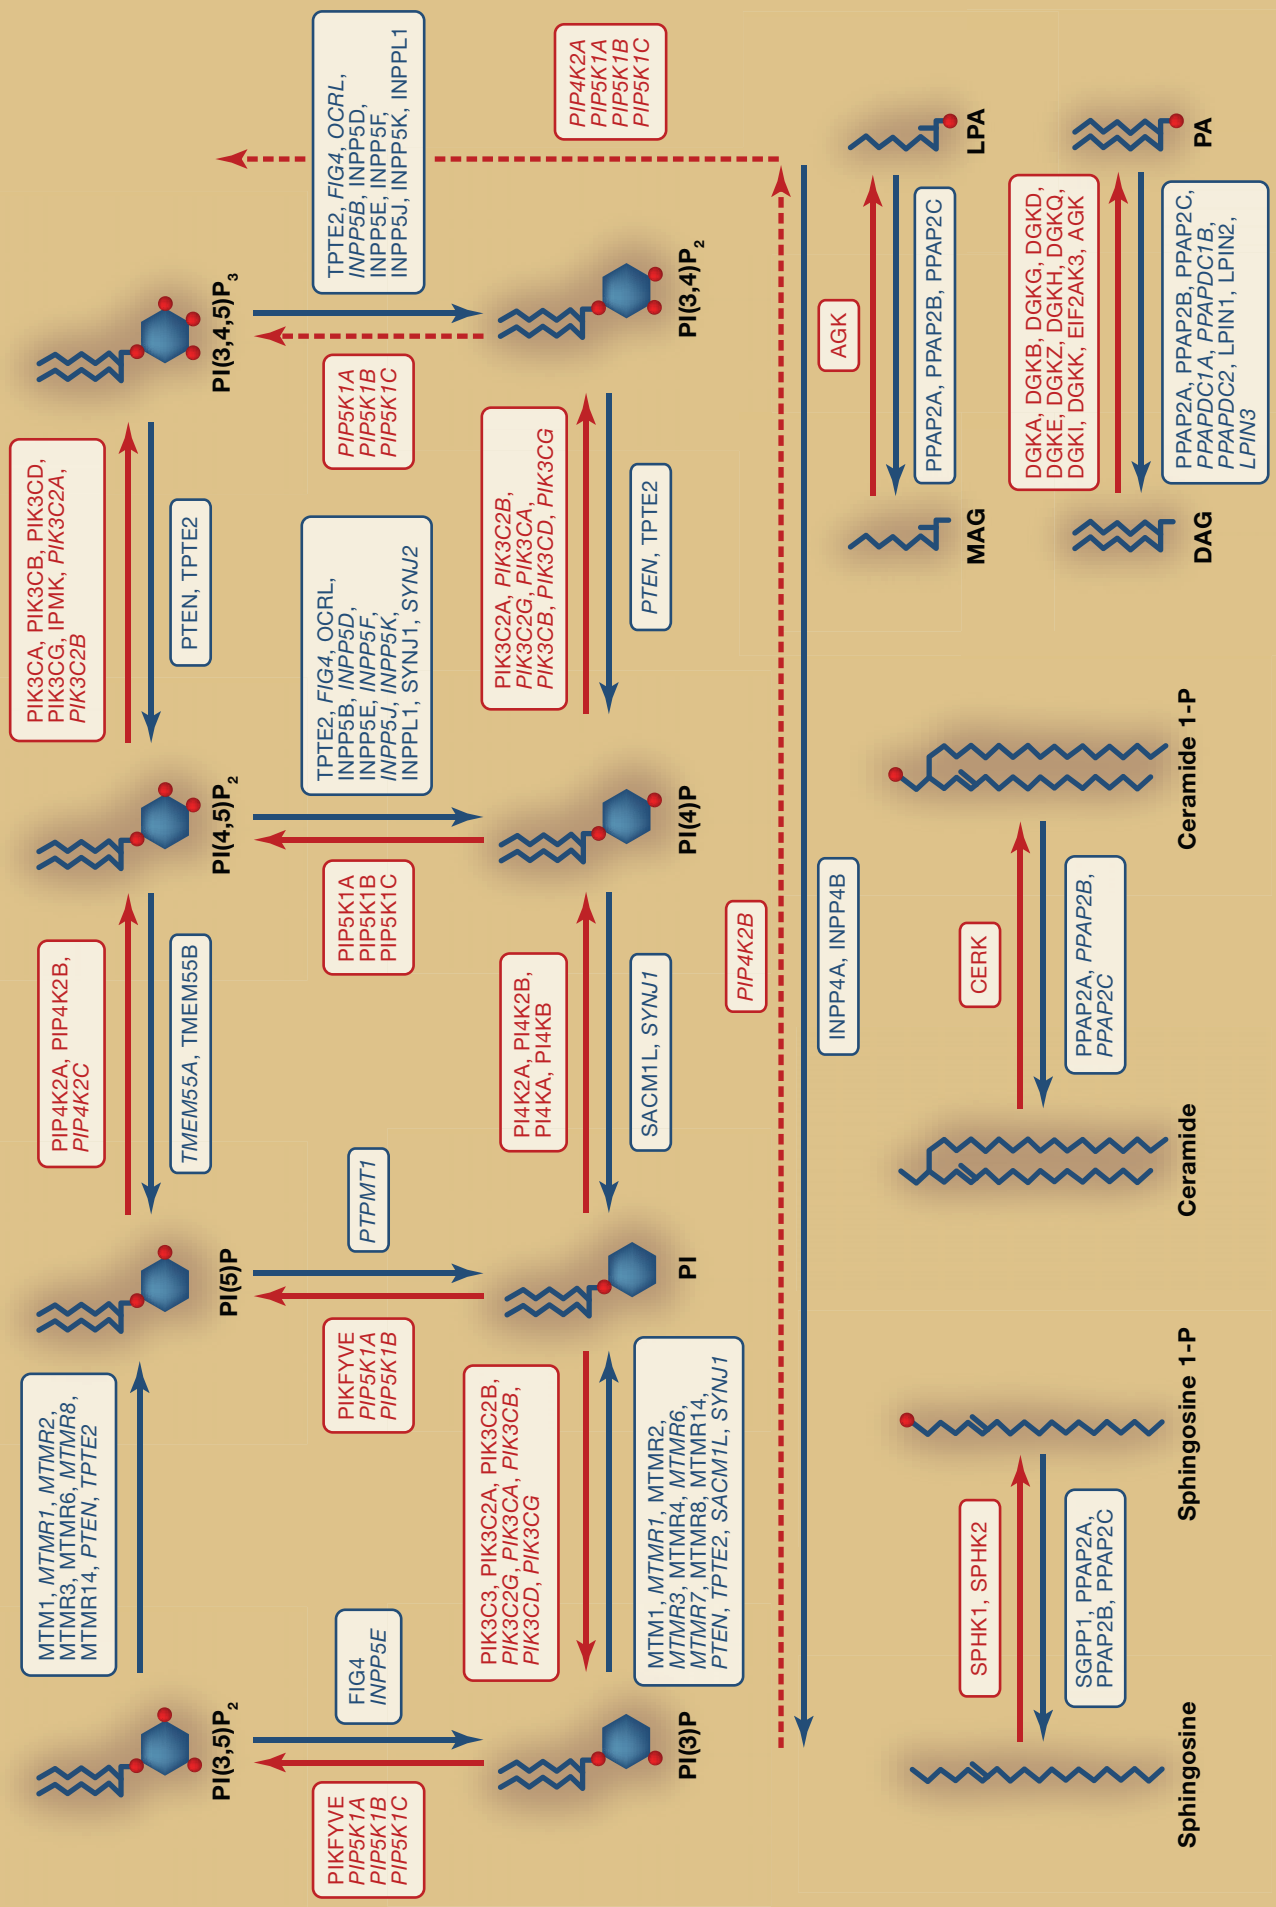 MTM1, MTMR1, MTMR2,
MTMR3, MTMR6, MTMR8,
MTMR14, PTEN, TPTE2
PIP4K2A, PIP4K2B,
PIP4K2C
PIK3CA, PIK3CB, PIK3CD,
PIK3CG, IPMK, PIK3C2A,
PIK3C2B
TMEM55A, TMEM55B
PTEN, TPTE2
PI(3,5)P2
PI(5)P
PI(4,5)P2
PI(3,4,5)P3
PIKFYVE
PIP5K1A
PIP5K1B
PIP5K1C
FIG4
INPP5E
PIKFYVE
PIP5K1A
PIP5K1B
PTPMT1
PIP5K1A
PIP5K1B
PIP5K1C
TPTE2, FIG4, OCRL,
INPP5B, INPP5D,
INPP5E, INPP5F,
INPP5J, INPP5K,
INPPL1, SYNJ1, SYNJ2
PIP5K1A
PIP5K1B
PIP5K1C
TPTE2, FIG4, OCRL,
INPP5B, INPP5D,
INPP5E, INPP5F,
INPP5J, INPP5K, INPPL1
PIK3C3, PIK3C2A, PIK3C2B,
PIK3C2G, PIK3CA, PIK3CB,
PIK3CD, PIK3CG
PI4K2A, PI4K2B,
PI4KA, PI4KB
PIK3C2A, PIK3C2B,
PIK3C2G, PIK3CA,
PIK3CB, PIK3CD, PIK3CG
PIP4K2A
PIP5K1A
PIP5K1B
PIP5K1C
MTM1, MTMR1, MTMR2,
MTMR3, MTMR4, MTMR6,
MTMR7, MTMR8, MTMR14,
PTEN, TPTE2, SACM1L, SYNJ1
SACM1L, SYNJ1
PTEN, TPTE2
PI(3)P
PI
PI(4)P
PI(3,4)P2
PIP4K2B
INPP4A, INPP4B
SPHK1, SPHK2
SGPP1, PPAP2A,
PPAP2B, PPAP2C
Sphingosine
Sphingosine 1-P
CERK
PPAP2A, PPAP2B,
PPAP2C
Ceramide
Ceramide 1-P
AGK
PPAP2A, PPAP2B, PPAP2C
MAG
LPA
DGKA, DGKB, DGKG, DGKD,
DGKE, DGKZ, DGKH, DGKQ,
DGKI, DGKK, EIF2AK3, AGK
PPAP2A, PPAP2B, PPAP2C,
PPAPDC1A, PPAPDC1B,
PPAPDC2, LPIN1, LPIN2,
LPIN3
DAG
PA